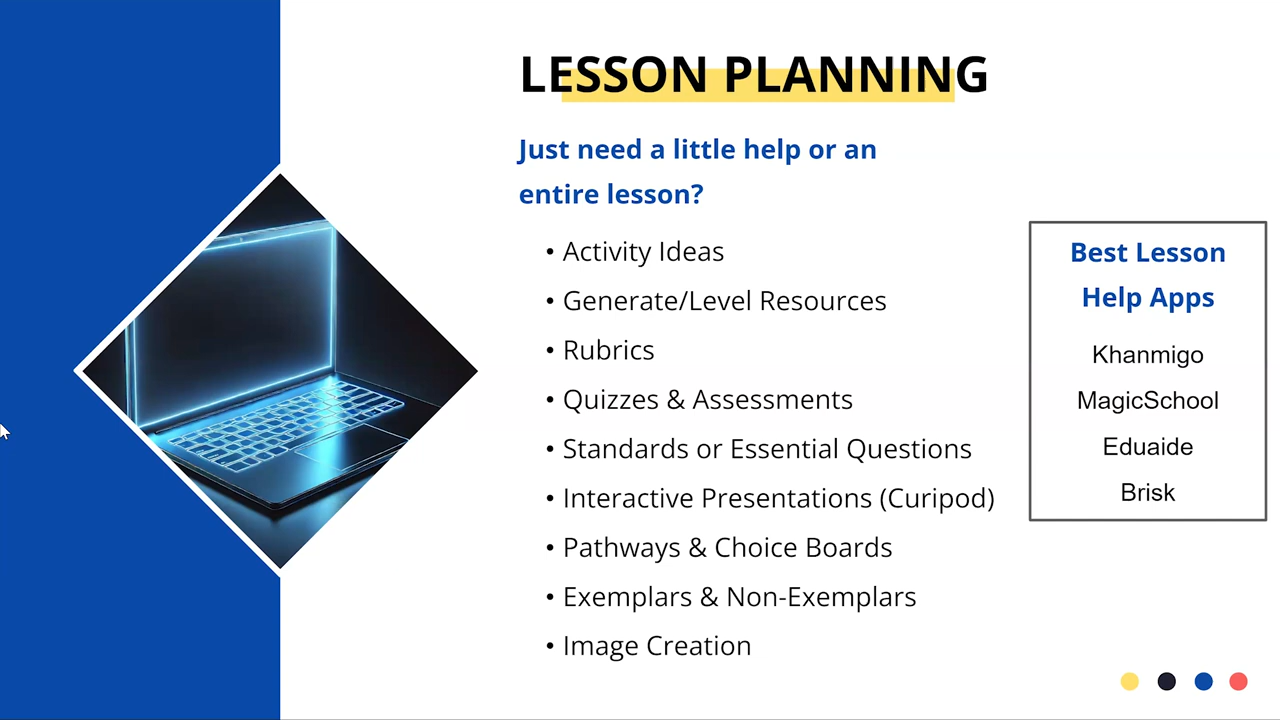 LESSON PLANNING
Just need a little help or an
entire lesson?
• Activity Ideas
• Generate/Level Resources
• Rubrics
• Quizzes & Assessments
• Standards or Essential Questions
• Interactive Presentations (Curipod)
• Pathways & Choice Boards
• Exemplars & Non-Exemplars
• Image Creation
Best Lesson
Help Apps
Khanmigo
MagicSchool
Eduaide
Brisk